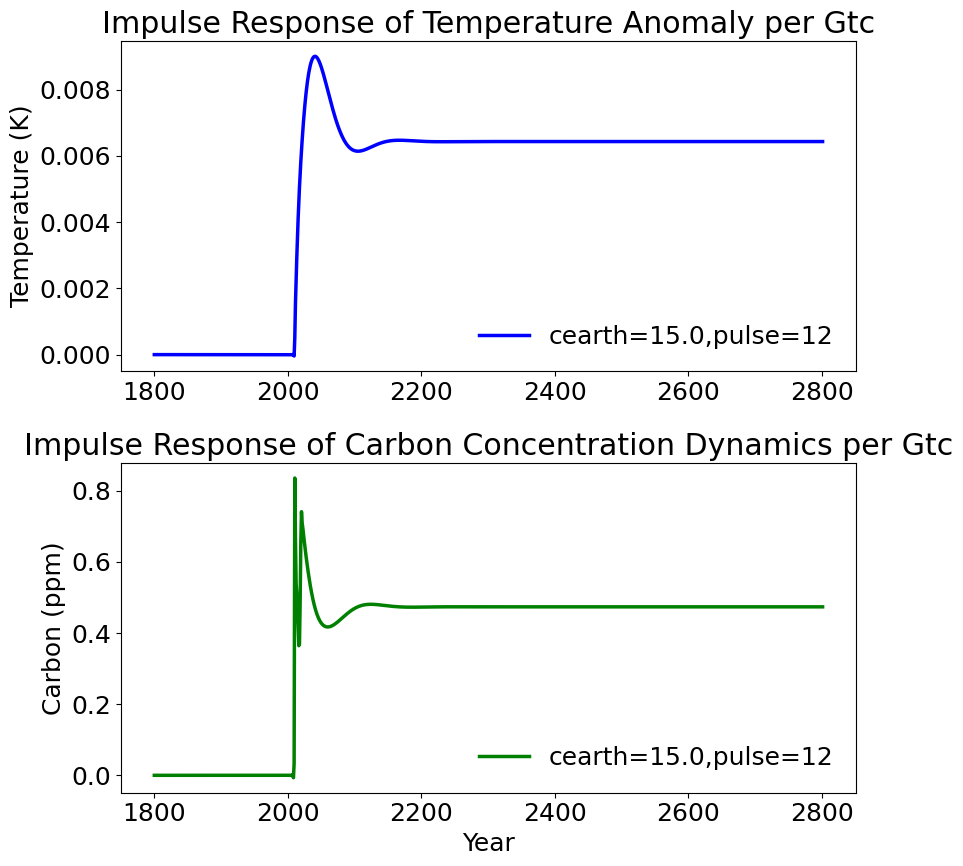 Impulse Response of Temperature Anomaly per Gtc
Temperature (K)
0.008
0.006
0.004
0.002
0.000
cearth=15.0,pulse=12
1800 2000 2200 2400 2600 2800
Impulse Response of Carbon Concentration Dynamics per Gtc
Carbon (ppm)
0.8
0.6
0.4
0.2
0.0
cearth=15.0,pulse=12
1800 2000 2200 2400 2600 2800
Year